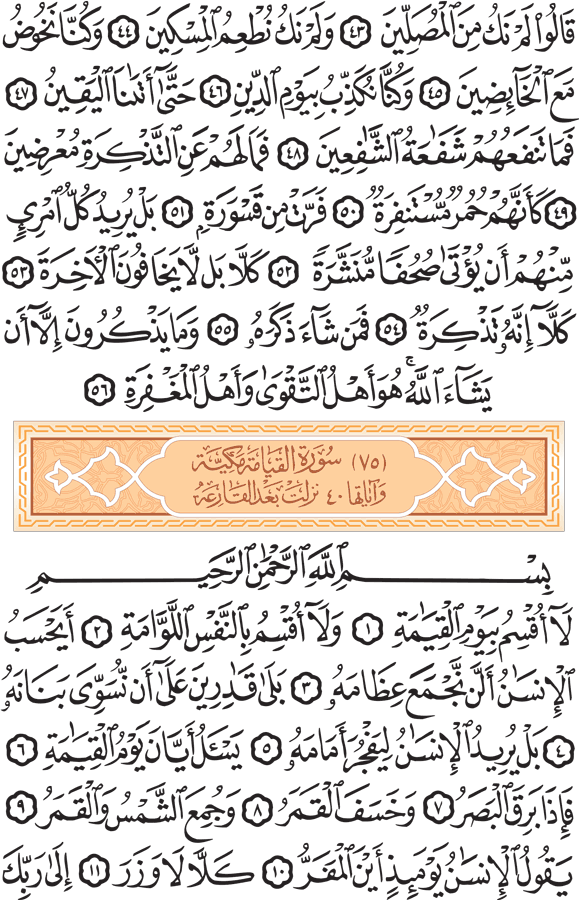 قَالُوا۟ لَمْ نَكُ مِنَ ٱلْمُصَلِّينَ ٤٣ وَلَمْ نَكُ نُطْعِمُ ٱلْمِسْكِينَ ٤٤ وَكُنَّا نَخُوضُ
مَعَ ٱلْخَآئِضِينَ ٤٥ وَكُنَّا نُكَذِّبُ بِيَوْمِ ٱلدِّينِ ٤٦ حَتَّىٰٓ أَتَىٰنَا ٱلْيَقِينُ ٤٧
فَمَا تَنفَعُهُمْ شَفَٰعَةُ ٱلشَّٰفِعِينَ ٤٨ فَمَا لَهُمْ عَنِ ٱلتَّذْكِرَةِ مُعْرِضِينَ
٤٩ كَأَنَّهُمْ حُمُرٌ مُّسْتَنفِرَةٌ ٥٠ فَرَّتْ مِن قَسْوَرَةٍۭ ٥١ بَلْ يُرِيدُ كُلُّ ٱمْرِئٍ
مِّنْهُمْ أَن يُؤْتَىٰ صُحُفًا مُّنَشَّرَةً ٥٢ كَلَّا بَل لَّا يَخَافُونَ ٱلْءَاخِرَةَ ٥٣
كَلَّآ إِنَّهُۥ تَذْكِرَةٌ ٥٤ فَمَن شَآءَ ذَكَرَهُۥ ٥٥ وَمَا يَذْكُرُونَ إِلَّآ أَن
يَشَآءَ ٱللَّهُ ۚ هُوَ أَهْلُ ٱلتَّقْوَىٰ وَأَهْلُ ٱلْمَغْفِرَةِ ٥٦
(٧٥) سُورَة القِيَامَة مَكِّيَّة
وَآيَاتُهَا ٤٠ نَزَلَتْ بَعْدَ القَارِعَة
بِسْمِ ٱللَّهِ ٱلرَّحْمَٰنِ ٱلرَّحِيمِ
لَآ أُقْسِمُ بِيَوْمِ ٱلْقِيَٰمَةِ ١ وَلَآ أُقْسِمُ بِٱلنَّفْسِ ٱللَّوَّامَةِ ٢ أَيَحْسَبُ
ٱلْإِنسَٰنُ أَلَّن نَّجْمَعَ عِظَامَهُۥ ٣ بَلَىٰ قَٰدِرِينَ عَلَىٰٓ أَن نُّسَوِّىَ بَنَانَهُۥ
٤ بَلْ يُرِيدُ ٱلْإِنسَٰنُ لِيَفْجُرَ أَمَامَهُۥ ٥ يَسْـَٔلُ أَيَّانَ يَوْمُ ٱلْقِيَٰمَةِ ٦
فَإِذَا بَرِقَ ٱلْبَصَرُ ٧ وَخَسَفَ ٱلْقَمَرُ ٨ وَجُمِعَ ٱلشَّمْسُ وَٱلْقَمَرُ ٩
يَقُولُ ٱلْإِنسَٰنُ يَوْمَئِذٍ أَيْنَ ٱلْمَفَرُّ ١٠ كَلَّا لَا وَزَرَ ١١ إِلَىٰ رَبِّكَ